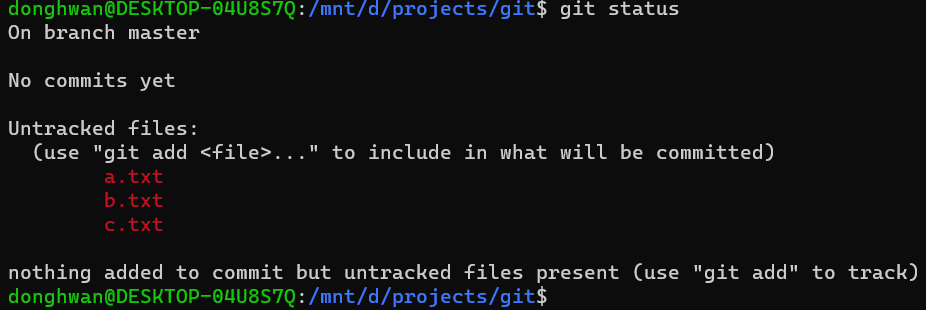 donghwan@DESKTOP-04U8S7Q:/mnt/d/projects/git$ git status
On branch master
No commits yet
Untracked files:
(use "git add <file>..." to include in what will be committed)
a.txt
b.txt
c.txt
nothing added to commit but untracked files present (use "git add" to track)
donghwan@DESKTOP-04U8S7Q:/mnt/d/projects/git$